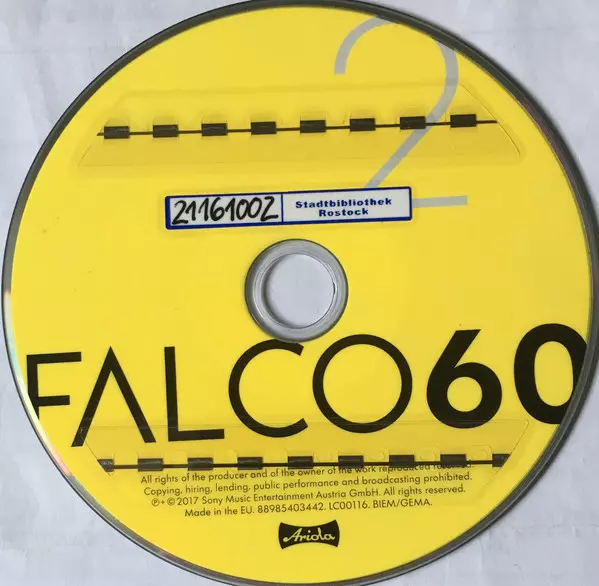 2
21161002
Stadtbibliothek
Rostock
FALCO60
All rights of the producer and of the owner of the work reproduced reserved.
Copying, hiring, lending, public performance and broadcasting prohibited.
℗+© 2017 Sony Music Entertainment Austria GmbH. All rights reserved.
Made in the EU. 88985403442. LC00116. BIEM/GEMA.
Ariola